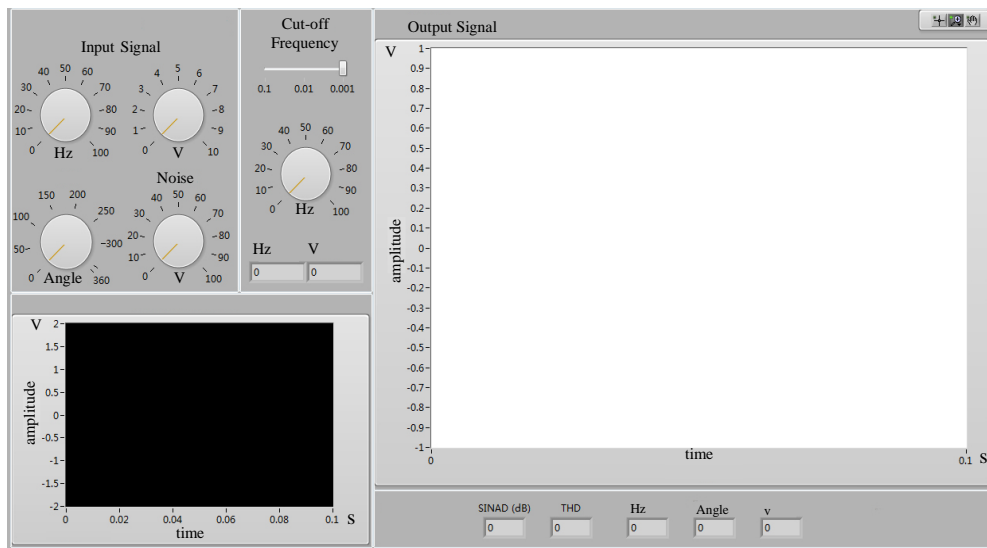 Input Signal
0 10 20 30 40 50 60 70 80 90 100
Hz
0 1 2 3 4 5 6 7 8 9 10
V
0 50 100 150 200 250 300 360
Angle
Noise
0 10 20 30 40 50 60 70 80 90 100
V
Cut-off
Frequency
0.1 0.01 0.001
0 10 20 30 40 50 60 70 80 90 100
Hz
Hz V
0 0
V
2
1.5
1
0.5
0
-0.5
-1
-1.5
-2
amplitude
0 0.02 0.04 0.06 0.08 0.1 S
time
Output Signal
V
1
0.9
0.8
0.7
0.6
0.5
0.4
0.3
0.2
0.1
0
-0.1
-0.2
-0.3
-0.4
-0.5
-0.6
-0.7
-0.8
-0.9
-1
amplitude
0 0.1 S
time
SINAD (dB) THD Hz Angle v
0 0 0 0 0